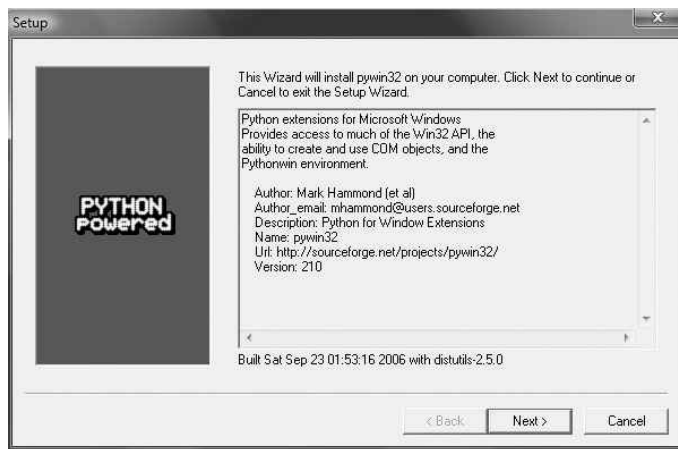 Setup
This Wizard will install pywin32 on your computer. Click Next to continue or
Cancel to exit the Setup Wizard.
Python extensions for Microsoft Windows
Provides access to much of the Win32 API, the
ability to create and use COM objects, and the
Pythonwin environment.
Author: Mark Hammond (et al)
Author_email: mhammond@users.sourceforge.net
Description: Python for Window Extensions
Name: pywin32
Url: http://sourceforge.net/projects/pywin32/
Version: 210
PYTHON
Powered
Built Sat Sep 23 01:53:16 2006 with distutils-2.5.0
< Back
Next >
Cancel